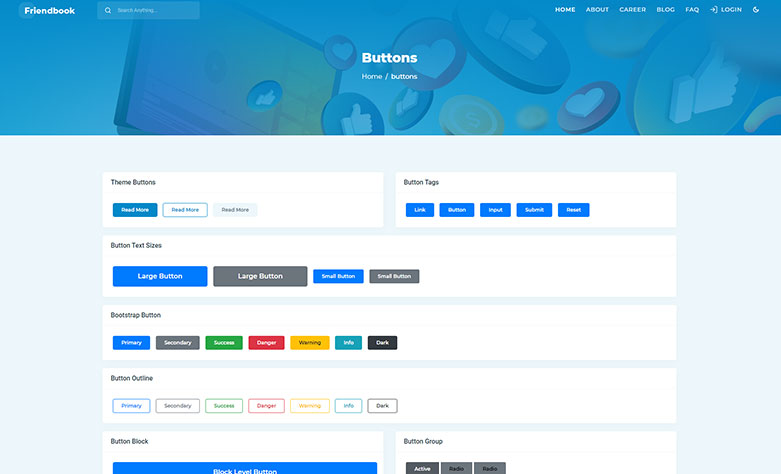 Friendbook
Search Anything...
HOME ABOUT CAREER BLOG FAQ LOGIN
Buttons
Home / buttons
Theme Buttons
Read More Read More Read More
Button Tags
Link Button Input Submit Reset
Button Text Sizes
Large Button Large Button Small Button Small Button
Bootstrap Button
Primary Secondary Success Danger Warning Info Dark
Button Outline
Primary Secondary Success Danger Warning Info Dark
Button Block
Block Level Button
Button Group
Active Radio Radio